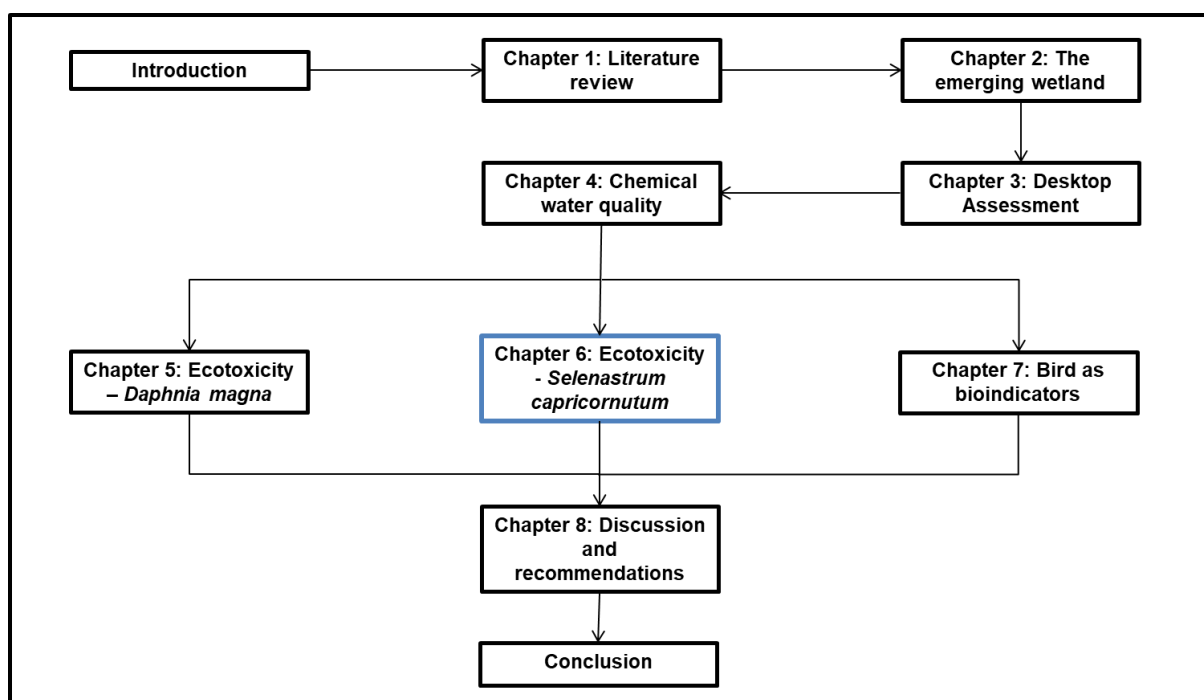 Introduction
Chapter 1: Literature
review
Chapter 2: The
emerging wetland
Chapter 4: Chemical
water quality
Chapter 3: Desktop
Assessment
Chapter 5: Ecotoxicity
– Daphnia magna
Chapter 6: Ecotoxicity
- Selenastrum
capricornutum
Chapter 7: Bird as
bioindicators
Chapter 8: Discussion
and
recommendations
Conclusion